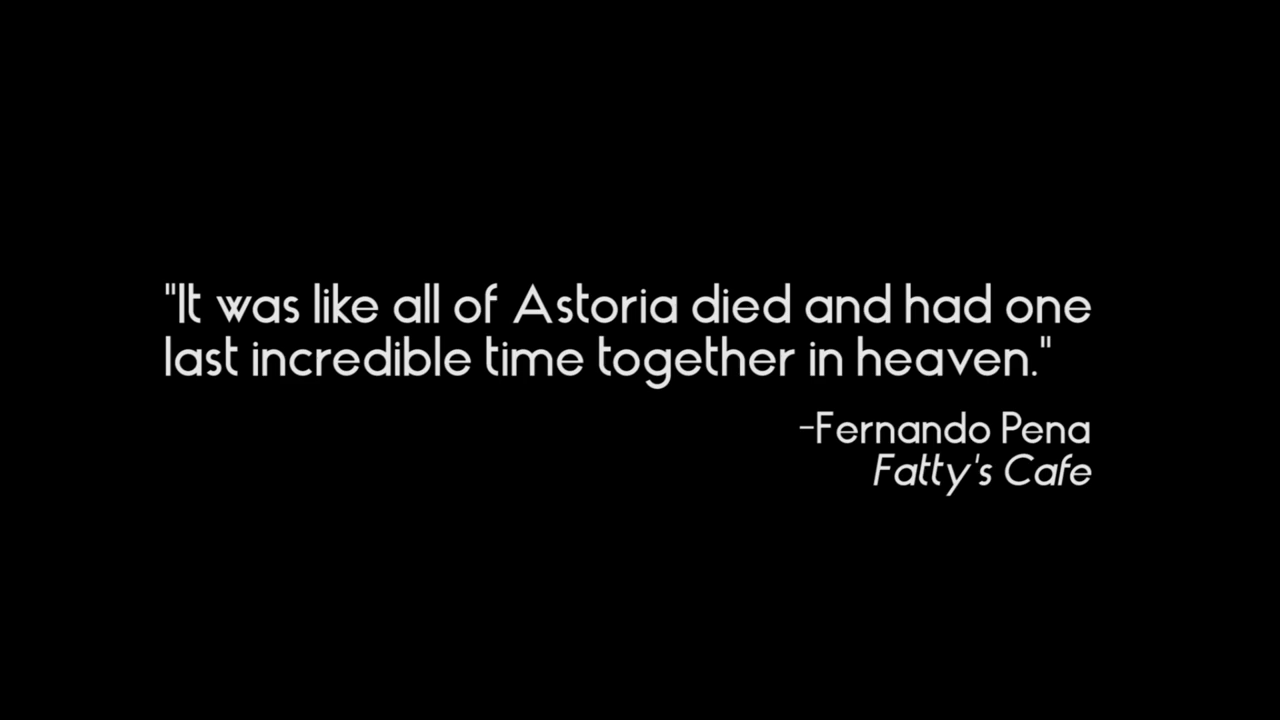 "It was like all of Astoria died and had one
last incredible time together in heaven."
-Fernando Pena
Fatty's Cafe